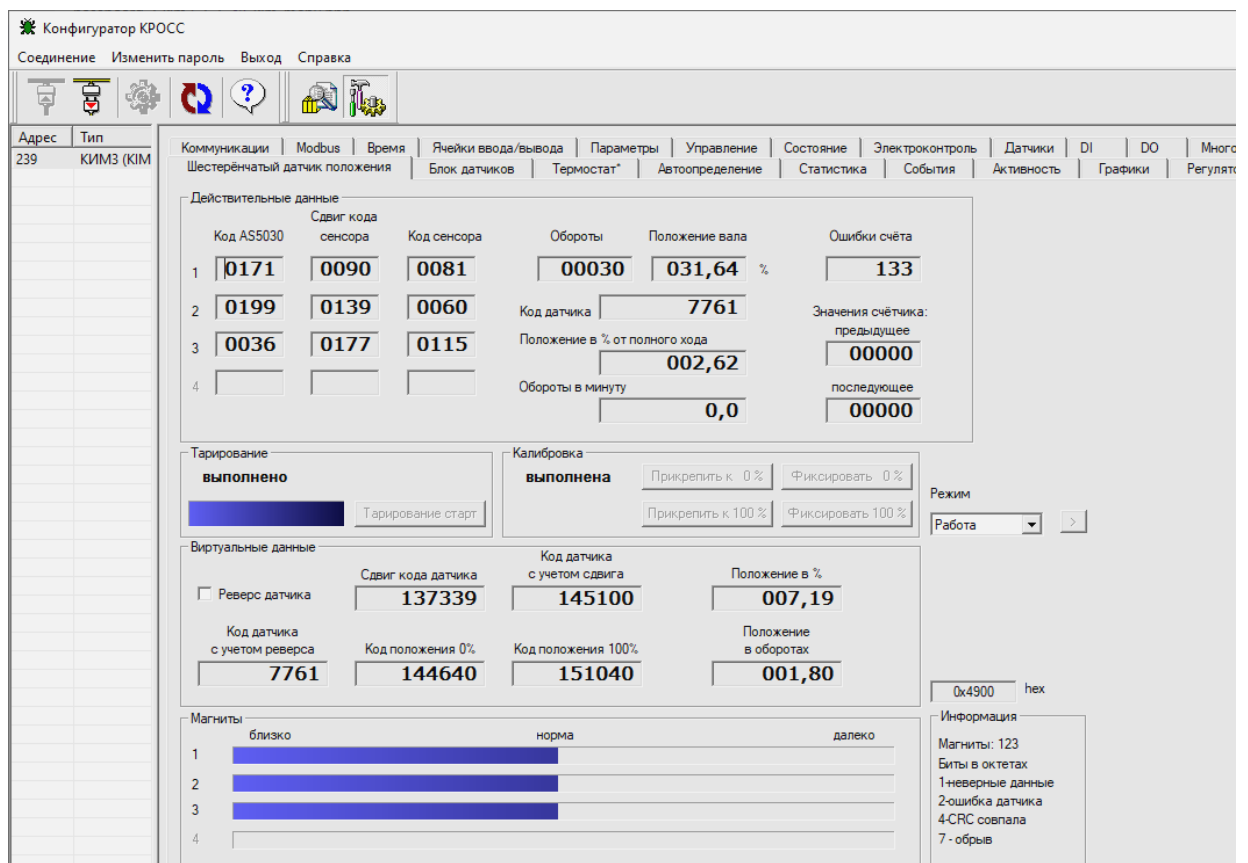 Конфигуратор КРОСС
Соединение Изменить пароль Выход Справка
Адрес Тип
239 КИМ3 (KIM
Коммуникации Modbus Время Ячейки ввода/вывода Параметры Управление Состояние Электроконтроль Датчики DI DO Много
Шестерёнчатый датчик положения Блок датчиков Термостат* Автоопределение Статистика События Активность Графики Регулято
Действительные данные
Сдвиг кода
Код AS5030 сенсора Код сенсора Обороты Положение вала Ошибки счёта
1 0171 0090 0081 00030 031,64 % 133
2 0199 0139 0060 Код датчика 7761 Значения счётчика:
предыдущее
3 0036 0177 0115 Положение в % от полного хода 00000
002,62
4 Обороты в минуту последующее
0,0 00000
Тарирование Калибровка
выполнено выполнена Прикрепить к 0 % Фиксировать 0 %
Режим
Тарирование старт Прикрепить к 100 % Фиксировать 100 %
Работа >
Виртуальные данные
Код датчика
Сдвиг кода датчика с учетом сдвига Положение в %
Реверс датчика 137339 145100 007,19
Код датчика Положение
с учетом реверса Код положения 0% Код положения 100% в оборотах
7761 144640 151040 001,80
0x4900 hex
Магниты Информация
близко норма далеко
1 Магниты: 123
Биты в октетах
2 1-неверные данные
2-ошибка датчика
3 4-CRC совпала
4 7 - обрыв